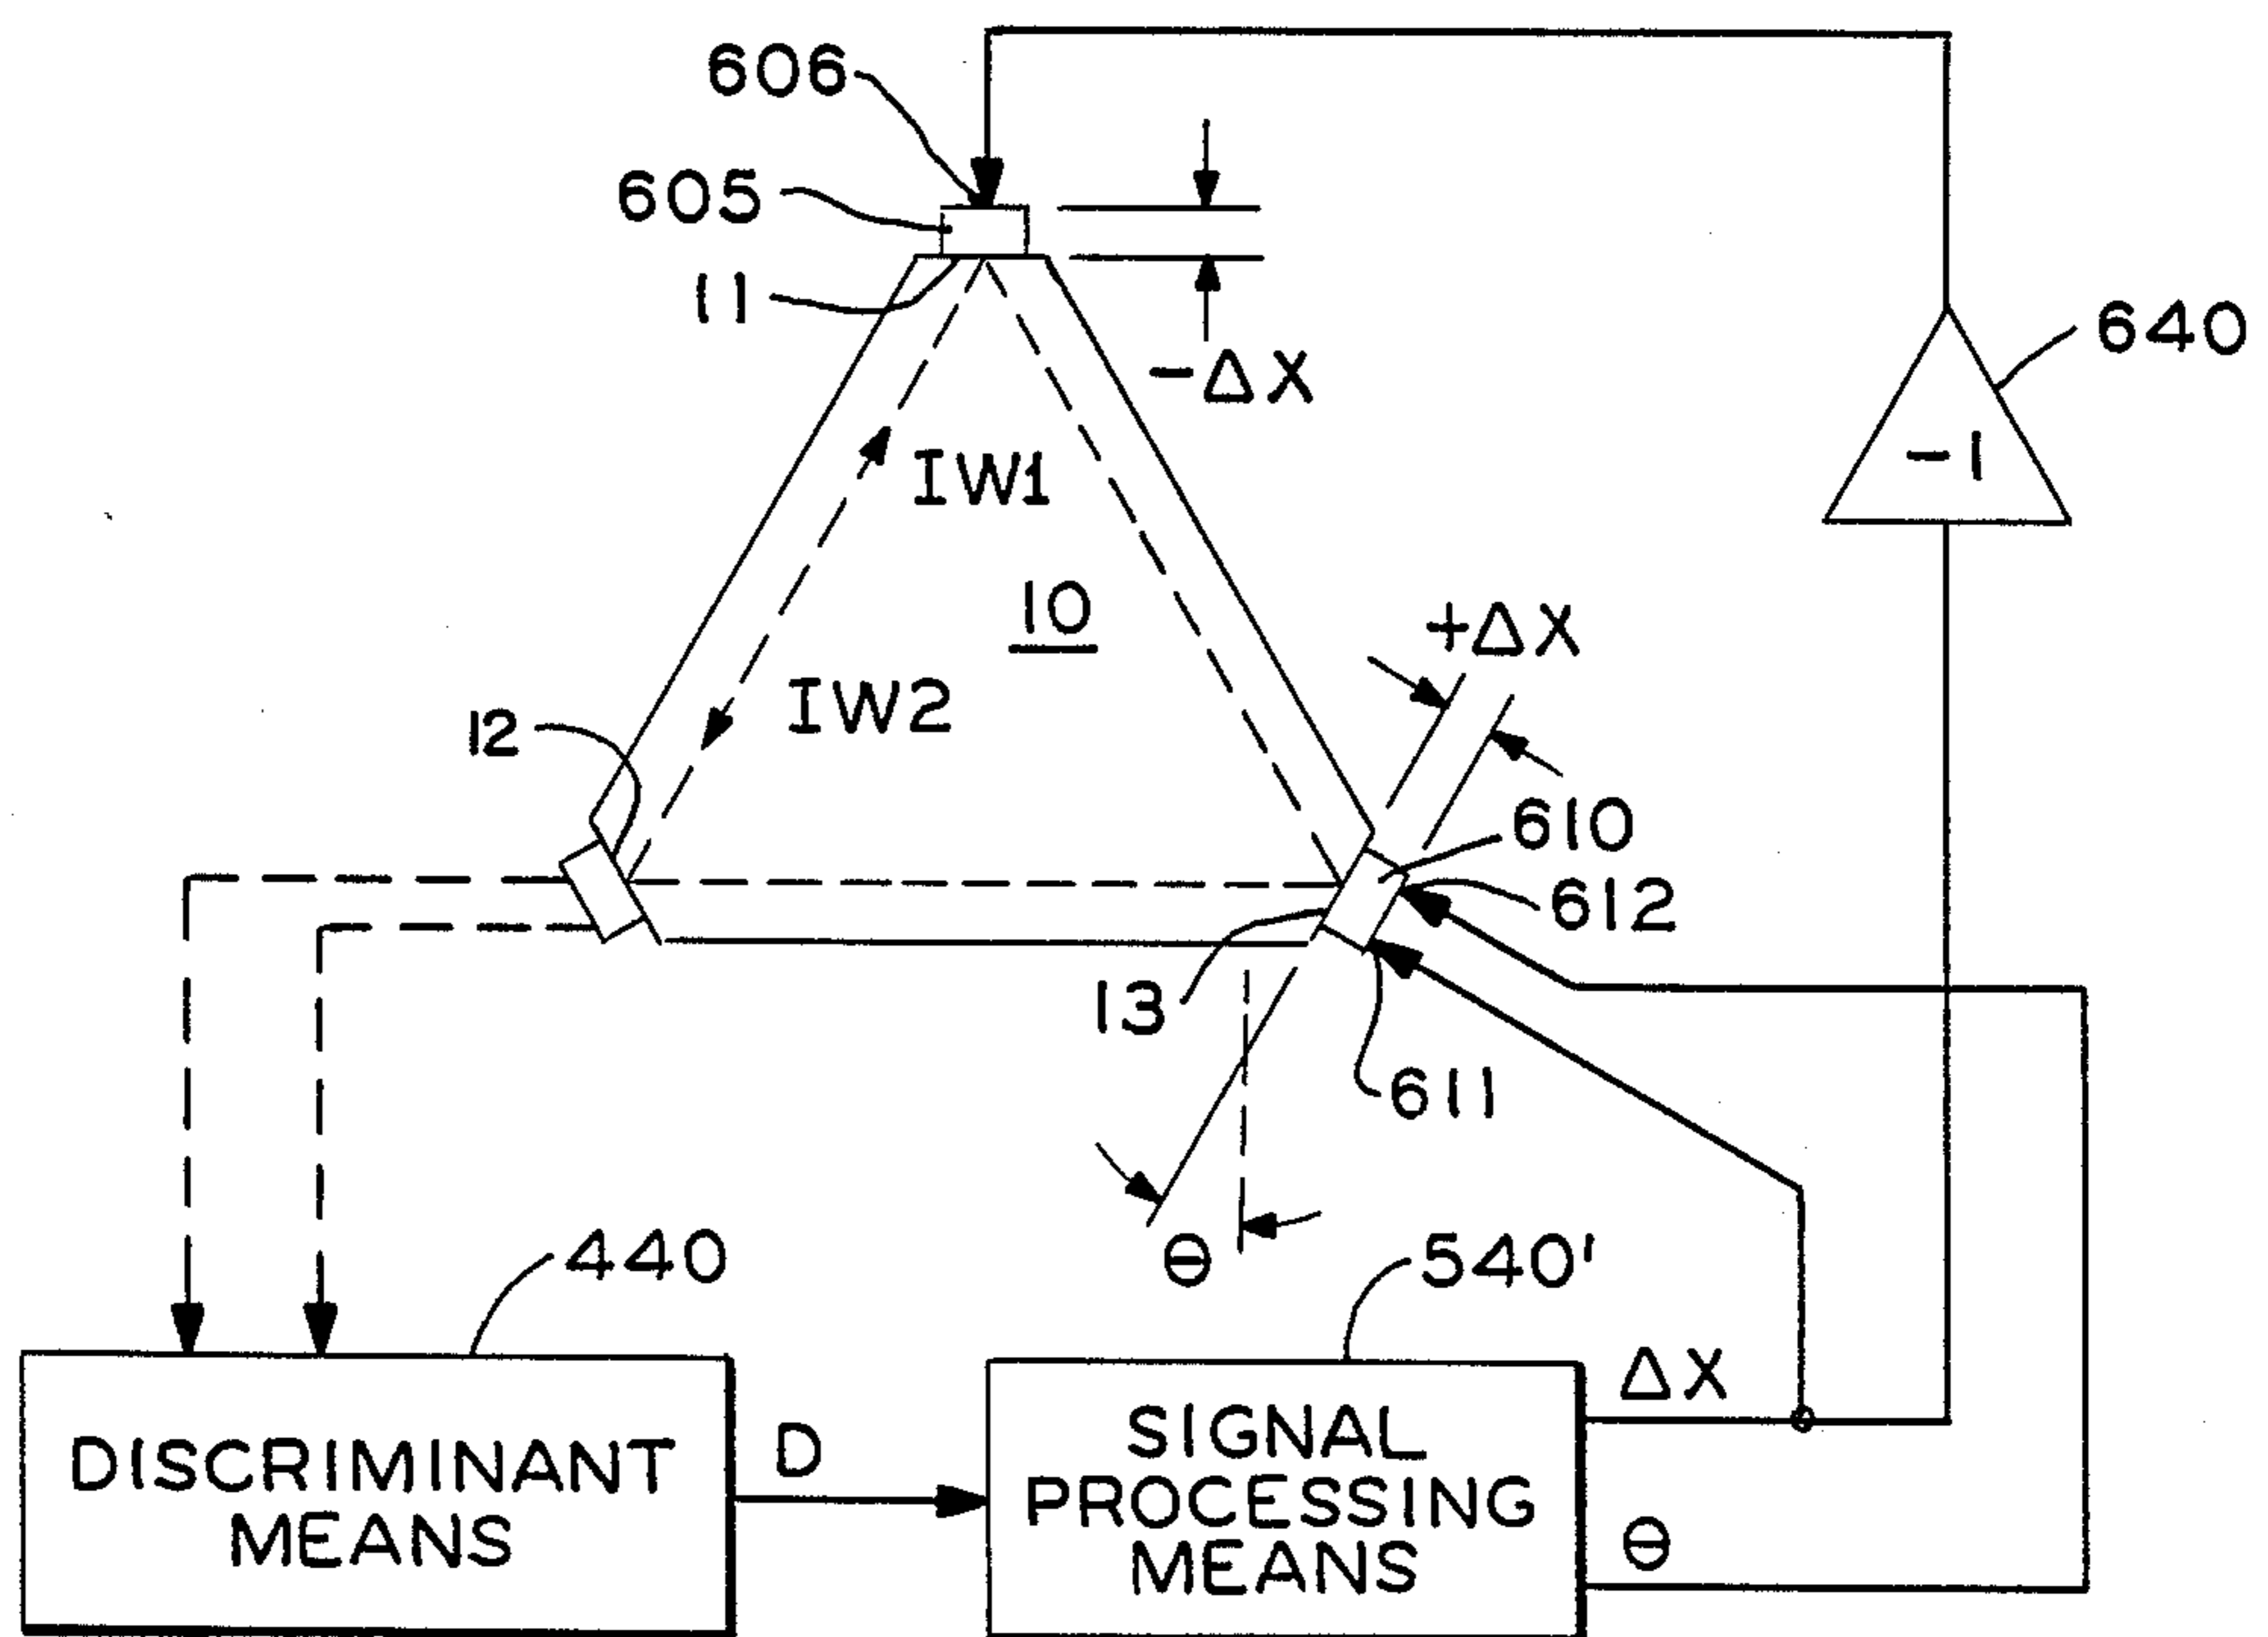 606
605
11
-ΔX
640
-1
IW1
10
+ΔX
IW2
12
610
612
13
611
θ
440
540'
ΔX
DISCRIMINANT
MEANS
D
SIGNAL
PROCESSING
MEANS
θ